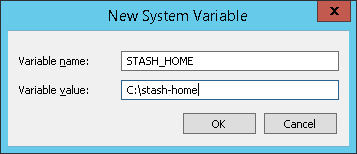 New System Variable
x
Variable name: STASH_HOME
Variable value: C:\stash-home
OK Cancel